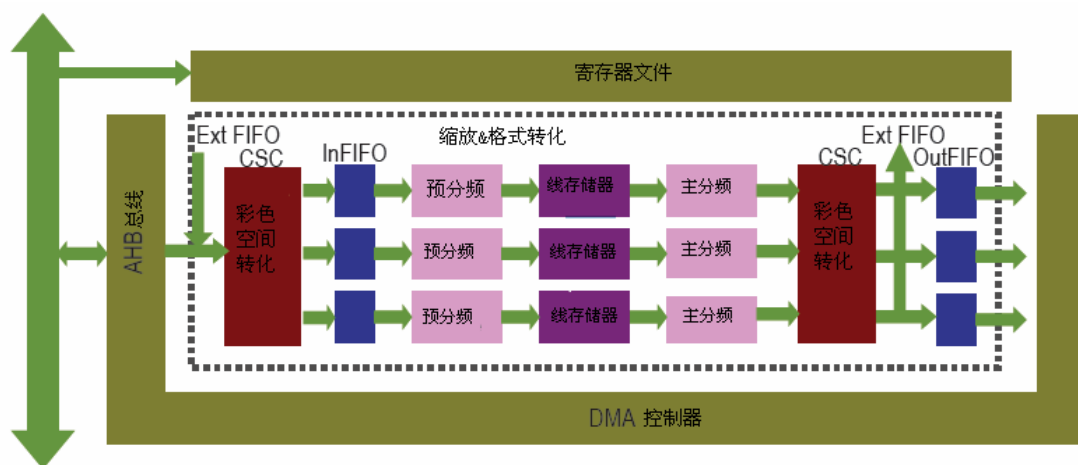 寄存器文件
缩放&格式转化
Ext FIFO
CSC
InFIFO
CSC
Ext FIFO
OutFIFO
AHB 总线
彩色
空间
转化
预分频
线存储器
主分频
预分频
线存储器
主分频
预分频
线存储器
主分频
彩色
空间
转化
DMA 控制器